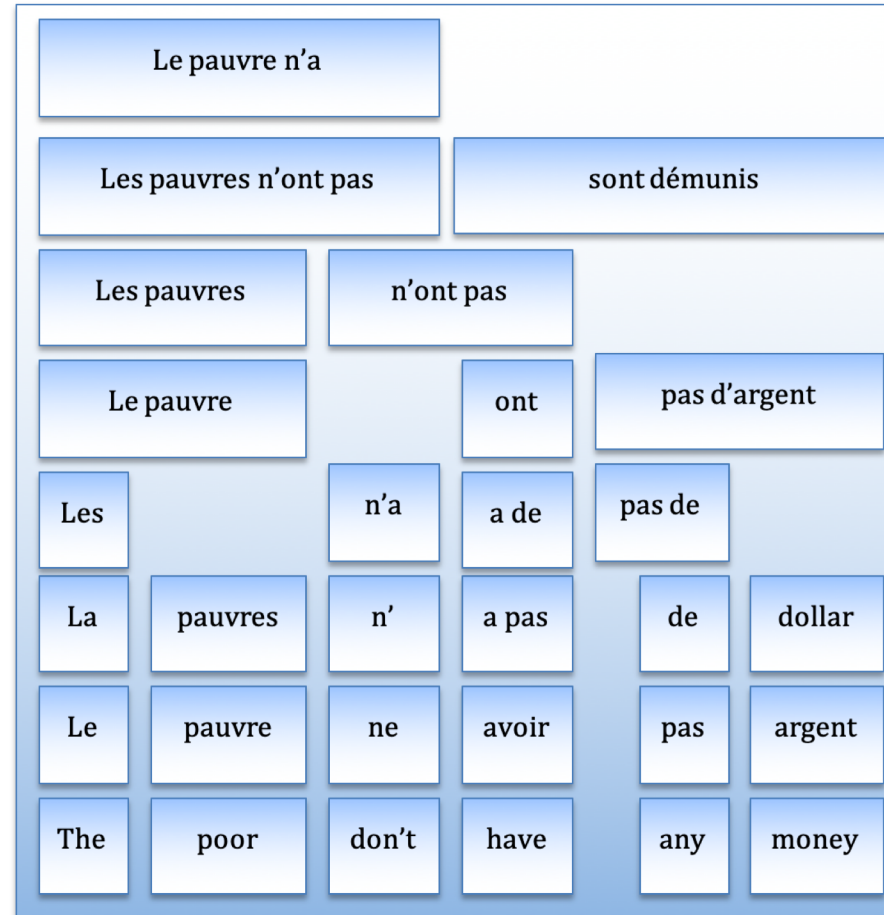 Le pauvre n’a
Les pauvres n’ont pas sont démunis
Les pauvres n’ont pas
Le pauvre ont pas d’argent
Les n’a a de pas de
La pauvres n’ a pas de dollar
Le pauvre ne avoir pas argent
The poor don’t have any money